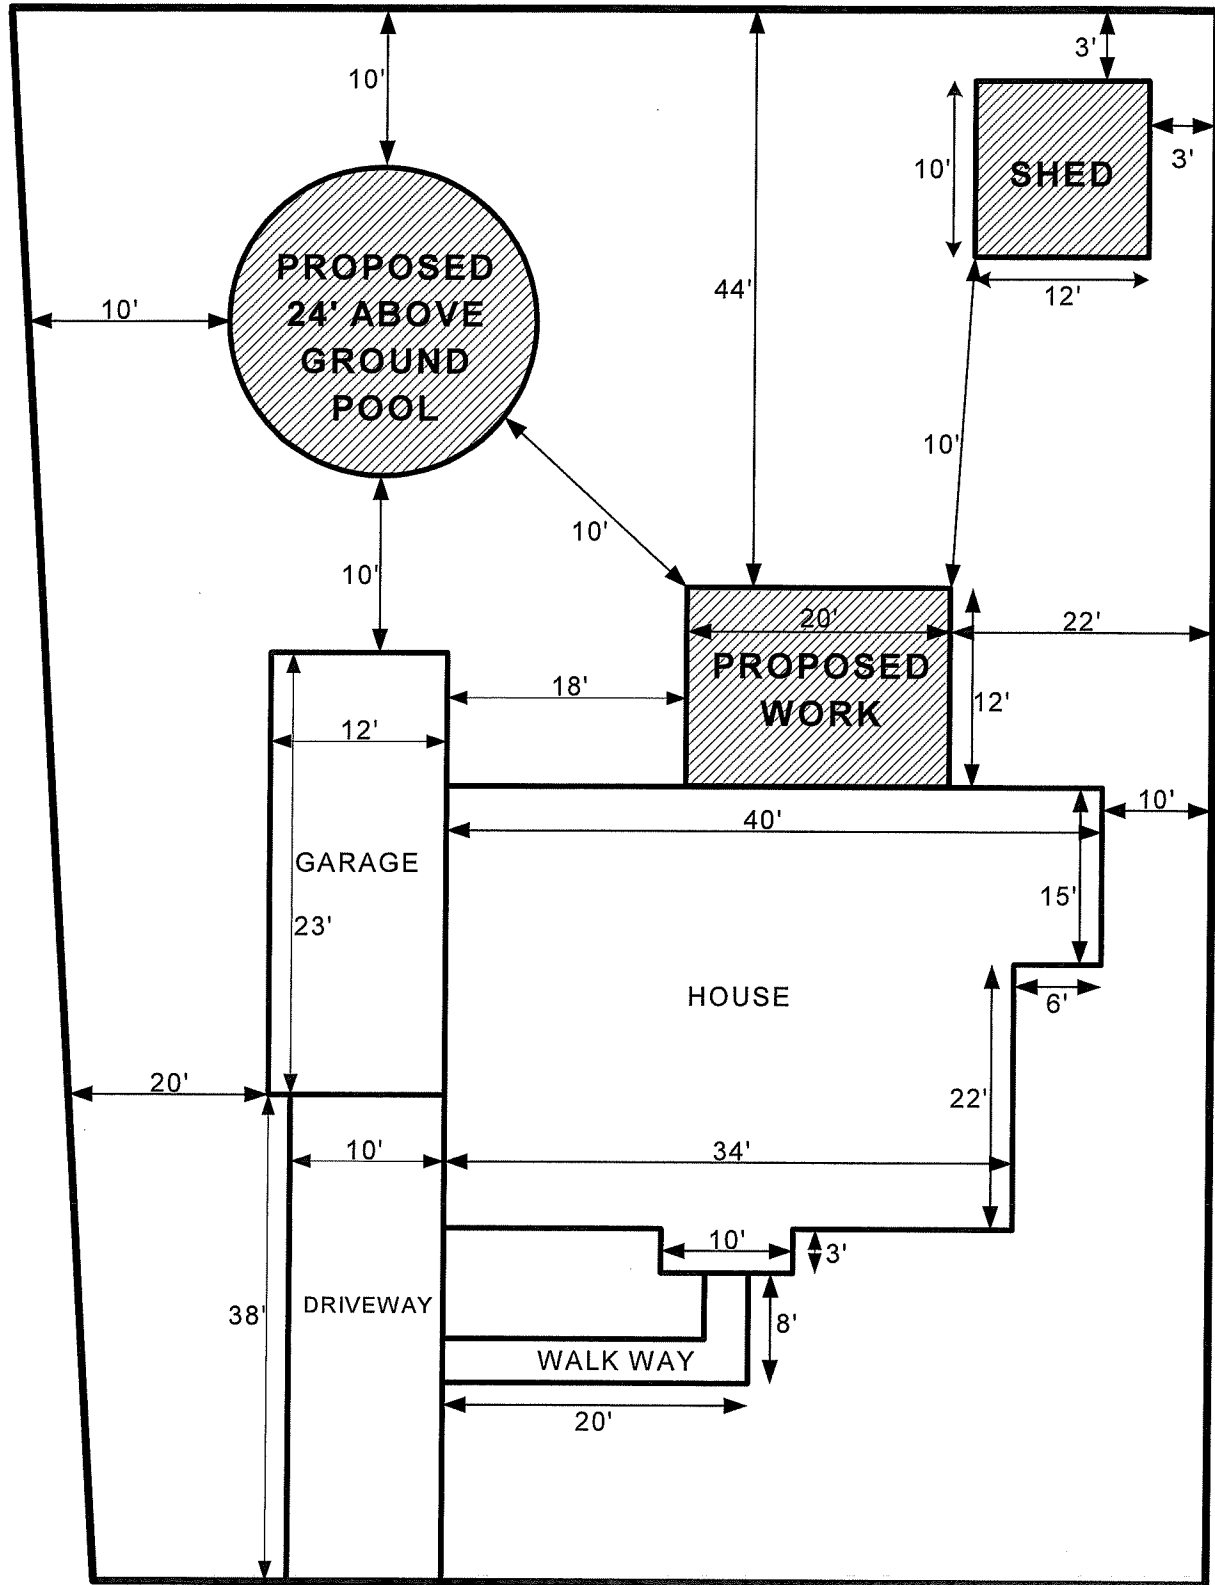 3'
10'
10'
SHED
3'
PROPOSED
24' ABOVE
GROUND
POOL
44'
12'
10'
10'
10'
10'
20'
22'
PROPOSED
WORK
18'
12'
12'
10'
40'
GARAGE
15'
23'
HOUSE
6'
20'
22'
10'
34'
10'
3'
DRIVEWAY
38'
8'
WALK WAY
20'